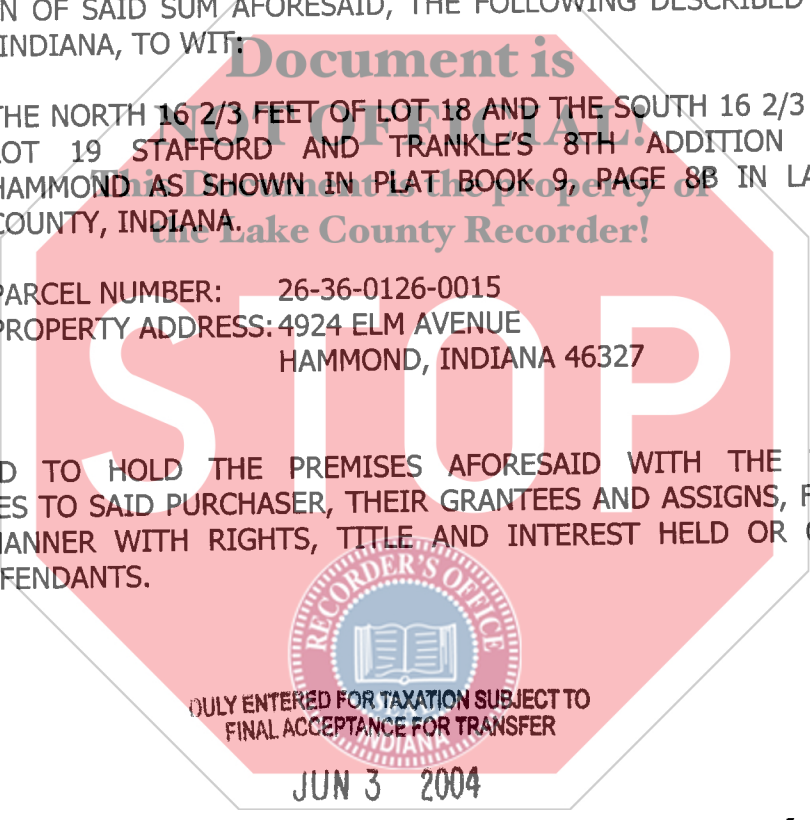 N OF SAID SUM AFORESAID, THE FOLLOWING DESCRIBED
INDIANA, TO WIT:
Document is
THE NORTH 16 2/3 FEET OF LOT 18 AND THE SOUTH 16 2/3
NOT OFFICIAL!
LOT 19 STAFFORD AND TRANKLE'S 8TH ADDITION
HAMMOND AS SHOWN IN PLAT BOOK 9, PAGE 8B IN LA
This Document is the property of
COUNTY, INDIANA.
the Lake County Recorder!
PARCEL NUMBER: 26-36-0126-0015
PROPERTY ADDRESS: 4924 ELM AVENUE
HAMMOND, INDIANA 46327
STOP
D TO HOLD THE PREMISES AFORESAID WITH THE
ES TO SAID PURCHASER, THEIR GRANTEES AND ASSIGNS, F
MANNER WITH RIGHTS, TITLE AND INTEREST HELD OR
FENDANTS.
RECORDER'S OFFICE
SEAL
INDIANA
DULY ENTERED FOR TAXATION SUBJECT TO
FINAL ACCEPTANCE FOR TRANSFER
JUN 3 2004